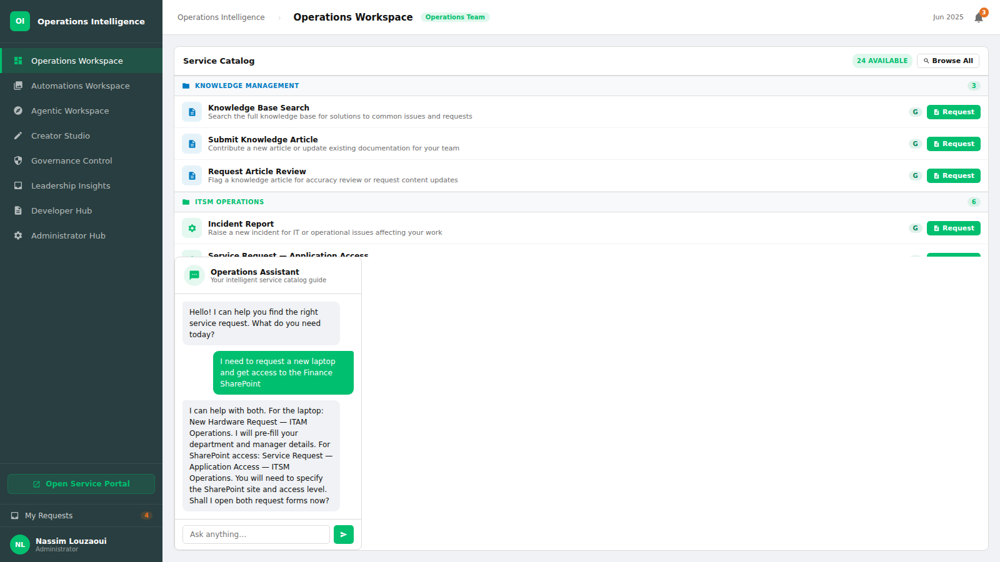 OI
Operations Intelligence
Operations Workspace
Automations Workspace
Agentic Workspace
Creator Studio
Governance Control
Leadership Insights
Developer Hub
Administrator Hub
Open Service Portal
My Requests
4
NL
Nassim Louzaoui
Administrator
Operations Intelligence
›
Operations Workspace
Operations Team
Jun 2025
3
Service Catalog
24 AVAILABLE
Browse All
KNOWLEDGE MANAGEMENT
3
Knowledge Base Search
Search the full knowledge base for solutions to common issues and requests
G
Request
Submit Knowledge Article
Contribute a new article or update existing documentation for your team
G
Request
Request Article Review
Flag a knowledge article for accuracy review or request content updates
G
Request
ITSM OPERATIONS
6
Incident Report
Raise a new incident for IT or operational issues affecting your work
G
Request
Service Request — Application Access
Operations Assistant
Your intelligent service catalog guide
Hello! I can help you find the right
service request. What do you need
today?
I need to request a new laptop
and get access to the Finance
SharePoint
I can help with both. For the laptop:
New Hardware Request — ITAM
Operations. I will pre-fill your
department and manager details. For
SharePoint access: Service Request —
Application Access — ITSM
Operations. You will need to specify
the SharePoint site and access level.
Shall I open both request forms now?
Ask anything...